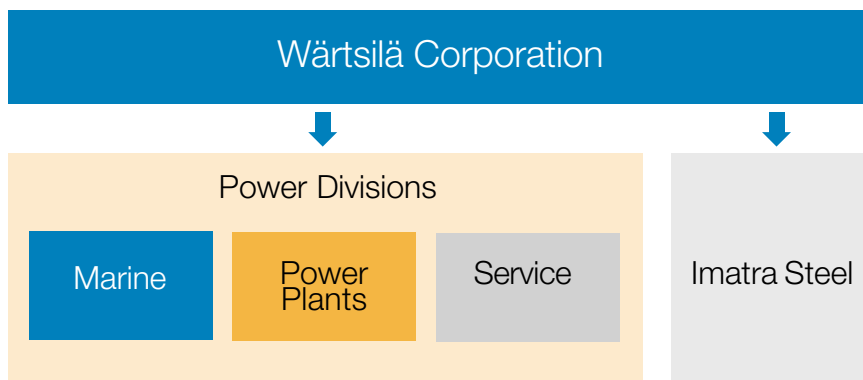 Wärtsilä Corporation
Power Divisions
Marine
Power
Plants
Service
Imatra Steel